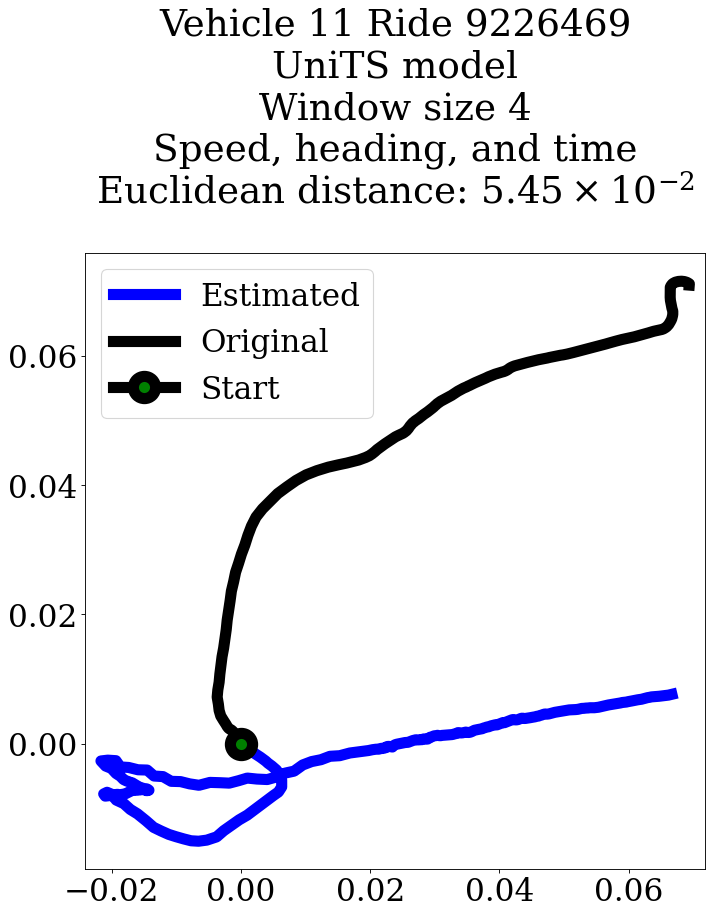 Vehicle 11 Ride 9226469
UniTS model
Window size 4
Speed, heading, and time
Euclidean distance: 5.45 × 10⁻²
Estimated
Original
Start
0.06
0.04
0.02
0.00
−0.02 0.00 0.02 0.04 0.06